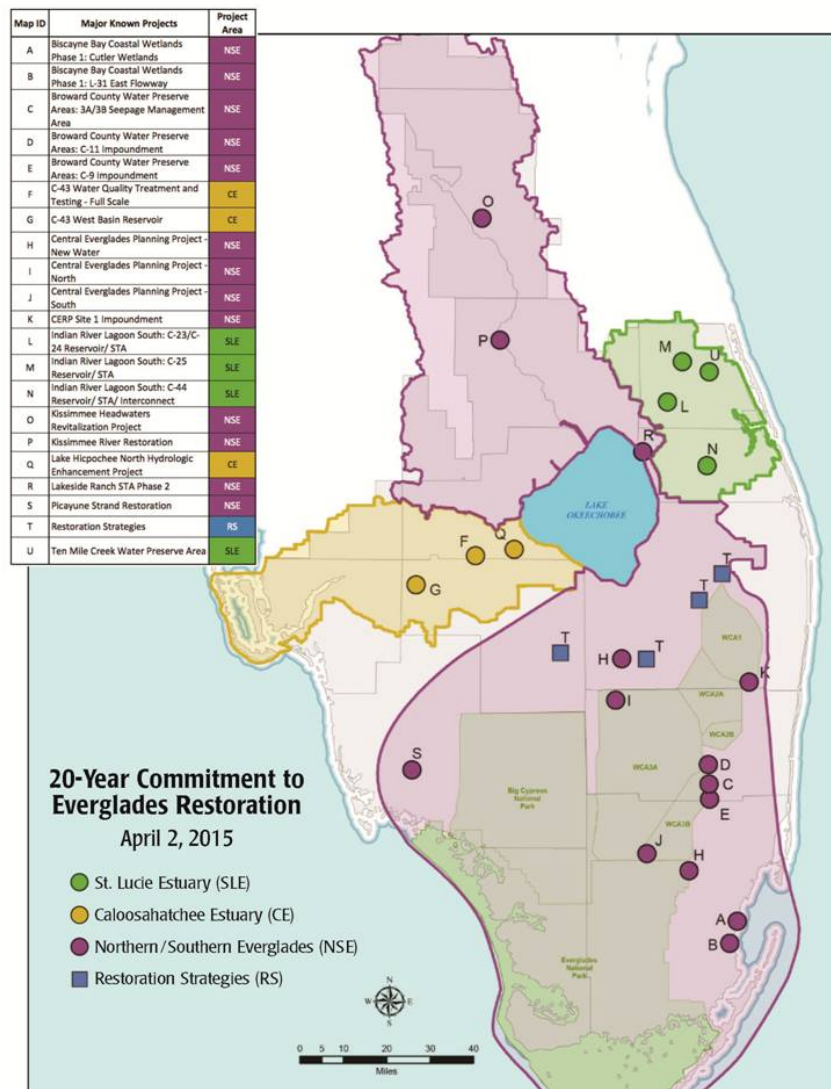 Map ID Major Known Projects Project
Area
A Biscayne Bay Coastal Wetlands
Phase 1: Cutler Wetlands NSE
B Biscayne Bay Coastal Wetlands
Phase 1: L-31 East Flowway NSE
C Broward County Water Preserve
Areas: 3A/3B Seepage Management
Area NSE
D Broward County Water Preserve
Areas: C-11 Impoundment NSE
E Broward County Water Preserve
Areas: C-9 Impoundment NSE
F C-43 Water Quality Treatment and
Testing - Full Scale CE
G C-43 West Basin Reservoir CE
H Central Everglades Planning Project -
New Water NSE
I Central Everglades Planning Project -
North NSE
J Central Everglades Planning Project -
South NSE
K CERP Site 1 Impoundment NSE
L Indian River Lagoon South: C-23/C-
24 Reservoir/ STA SLE
M Indian River Lagoon South: C-25
Reservoir/ STA SLE
N Indian River Lagoon South: C-44
Reservoir/ STA/ Interconnect SLE
O Kissimmee Headwaters
Revitalization Project NSE
P Kissimmee River Restoration NSE
Q Lake Hicpochee North Hydrologic
Enhancement Project CE
R Lakeside Ranch STA Phase 2 NSE
S Picayune Strand Restoration NSE
T Restoration Strategies RS
U Ten Mile Creek Water Preserve Area SLE
O
P
M
U
L
R
N
LAKE
OKEECHOBEE
Q
F
G
T
T
WCA1
T
H
T
K
WCA2A
I
WCA2B
S
D
WCA3A
C
Big Cypress
National
Park
E
WCA3B
J
H
A
B
Everglades
National
Park
20-Year Commitment to
Everglades Restoration
April 2, 2015
St. Lucie Estuary (SLE)
Caloosahatchee Estuary (CE)
Northern/Southern Everglades (NSE)
Restoration Strategies (RS)
N
W E
S
0 5 10 20 30 40
Miles